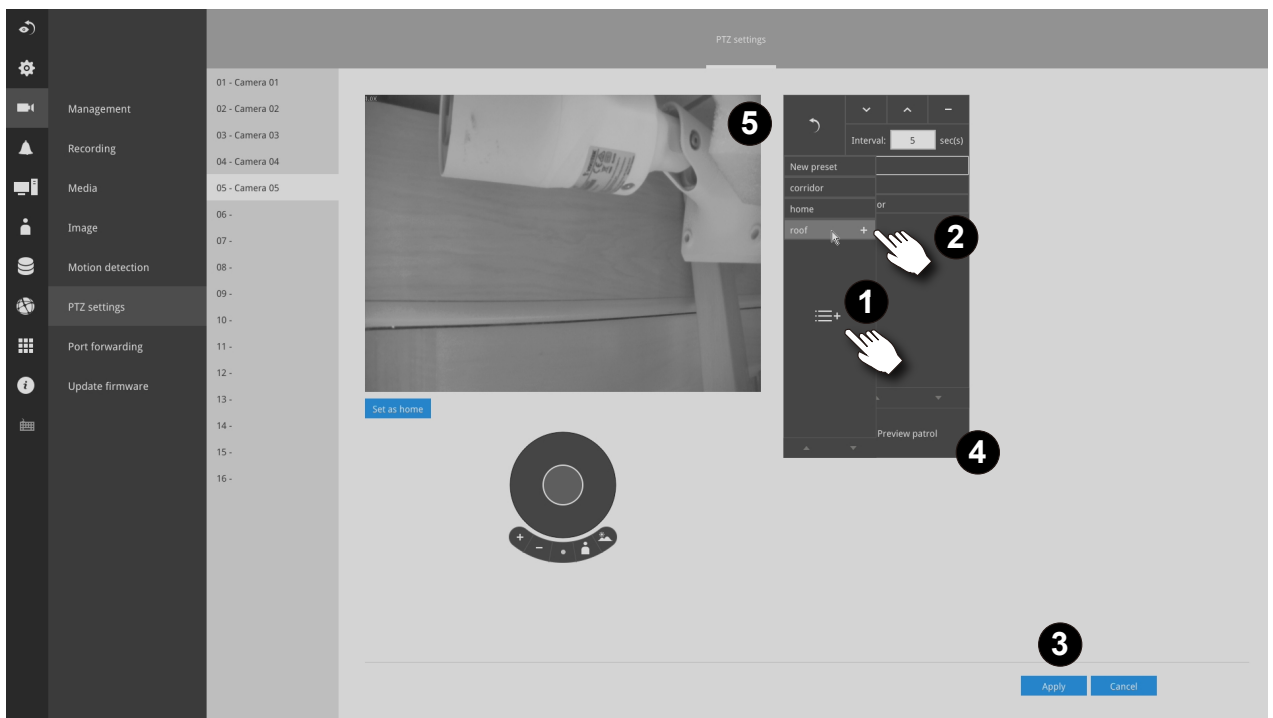 PTZ settings
Management
Recording
Media
Image
Motion detection
PTZ settings
Port forwarding
Update firmware
01 - Camera 01
02 - Camera 02
03 - Camera 03
04 - Camera 04
05 - Camera 05
06 -
07 -
08 -
09 -
10 -
11 -
12 -
13 -
14 -
15 -
16 -
1.0X
5
Set as home
Interval: 5 sec(s)
New preset
corridor
home
or
roof +
2
1
Preview patrol
4
3
Apply
Cancel